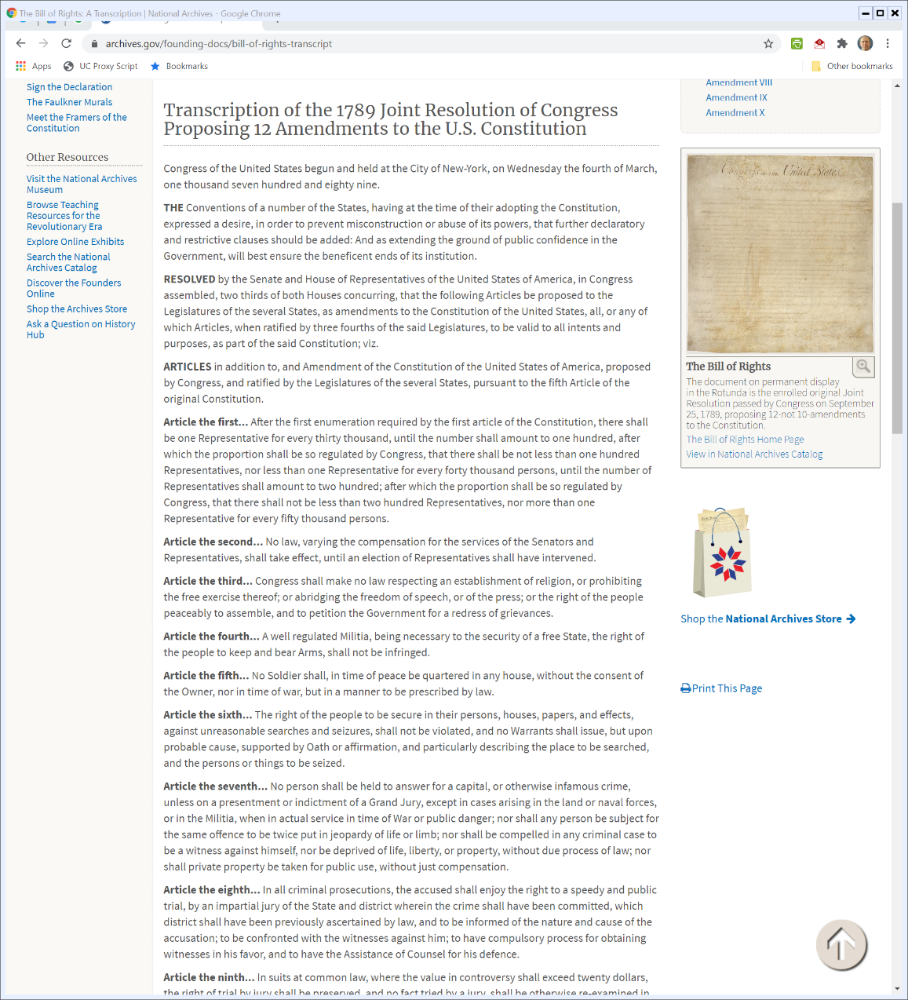 The Bill of Rights: A Transcription | National Archives - Google Chrome
archives.gov/founding-docs/bill-of-rights-transcript
Apps
UC Proxy Script
Bookmarks
Other bookmarks
Sign the Declaration
The Faulkner Murals
Meet the Framers of the
Constitution
Other Resources
Visit the National Archives
Museum
Browse Teaching
Resources for the
Revolutionary Era
Explore Online Exhibits
Search the National
Archives Catalog
Discover the Founders
Online
Shop the Archives Store
Ask a Question on History
Hub
Transcription of the 1789 Joint Resolution of Congress
Proposing 12 Amendments to the U.S. Constitution
Congress of the United States begun and held at the City of New-York, on Wednesday the fourth of March,
one thousand seven hundred and eighty nine.
THE Conventions of a number of the States, having at the time of their adopting the Constitution,
expressed a desire, in order to prevent misconstruction or abuse of its powers, that further declaratory
and restrictive clauses should be added: And as extending the ground of public confidence in the
Government, will best ensure the beneficent ends of its institution.
RESOLVED by the Senate and House of Representatives of the United States of America, in Congress
assembled, two thirds of both Houses concurring, that the following Articles be proposed to the
Legislatures of the several States, as amendments to the Constitution of the United States, all, or any of
which Articles, when ratified by three fourths of the said Legislatures, to be valid to all intents and
purposes, as part of the said Constitution; viz.
ARTICLES in addition to, and Amendment of the Constitution of the United States of America, proposed
by Congress, and ratified by the Legislatures of the several States, pursuant to the fifth Article of the
original Constitution.
Article the first... After the first enumeration required by the first article of the Constitution, there shall
be one Representative for every thirty thousand, until the number shall amount to one hundred, after
which the proportion shall be so regulated by Congress, that there shall be not less than one hundred
Representatives, nor less than one Representative for every forty thousand persons, until the number of
Representatives shall amount to two hundred; after which the proportion shall be so regulated by
Congress, that there shall not be less than two hundred Representatives, nor more than one
Representative for every fifty thousand persons.
Article the second... No law, varying the compensation for the services of the Senators and
Representatives, shall take effect, until an election of Representatives shall have intervened.
Article the third... Congress shall make no law respecting an establishment of religion, or prohibiting
the free exercise thereof; or abridging the freedom of speech, or of the press; or the right of the people
peaceably to assemble, and to petition the Government for a redress of grievances.
Article the fourth... A well regulated Militia, being necessary to the security of a free State, the right of
the people to keep and bear Arms, shall not be infringed.
Article the fifth... No Soldier shall, in time of peace be quartered in any house, without the consent of
the Owner, nor in time of war, but in a manner to be prescribed by law.
Article the sixth... The right of the people to be secure in their persons, houses, papers, and effects,
against unreasonable searches and seizures, shall not be violated, and no Warrants shall issue, but upon
probable cause, supported by Oath or affirmation, and particularly describing the place to be searched,
and the persons or things to be seized.
Article the seventh... No person shall be held to answer for a capital, or otherwise infamous crime,
unless on a presentment or indictment of a Grand Jury, except in cases arising in the land or naval forces,
or in the Militia, when in actual service in time of War or public danger; nor shall any person be subject for
the same offence to be twice put in jeopardy of life or limb; nor shall be compelled in any criminal case to
be a witness against himself, nor be deprived of life, liberty, or property, without due process of law; nor
shall private property be taken for public use, without just compensation.
Article the eighth... In all criminal prosecutions, the accused shall enjoy the right to a speedy and public
trial, by an impartial jury of the State and district wherein the crime shall have been committed, which
district shall have been previously ascertained by law, and to be informed of the nature and cause of the
accusation; to be confronted with the witnesses against him; to have compulsory process for obtaining
witnesses in his favor, and to have the Assistance of Counsel for his defence.
Article the ninth... In suits at common law, where the value in controversy shall exceed twenty dollars,
the right of trial by jury shall be preserved, and no fact tried by a jury, shall be otherwise re-examined in
Amendment VIII
Amendment IX
Amendment X
Congress of the United States
The Bill of Rights
The document on permanent display
in the Rotunda is the enrolled original Joint
Resolution passed by Congress on September
25, 1789, proposing 12-not 10-amendments
to the Constitution.
The Bill of Rights Home Page
View in National Archives Catalog
Shop the National Archives Store
Print This Page